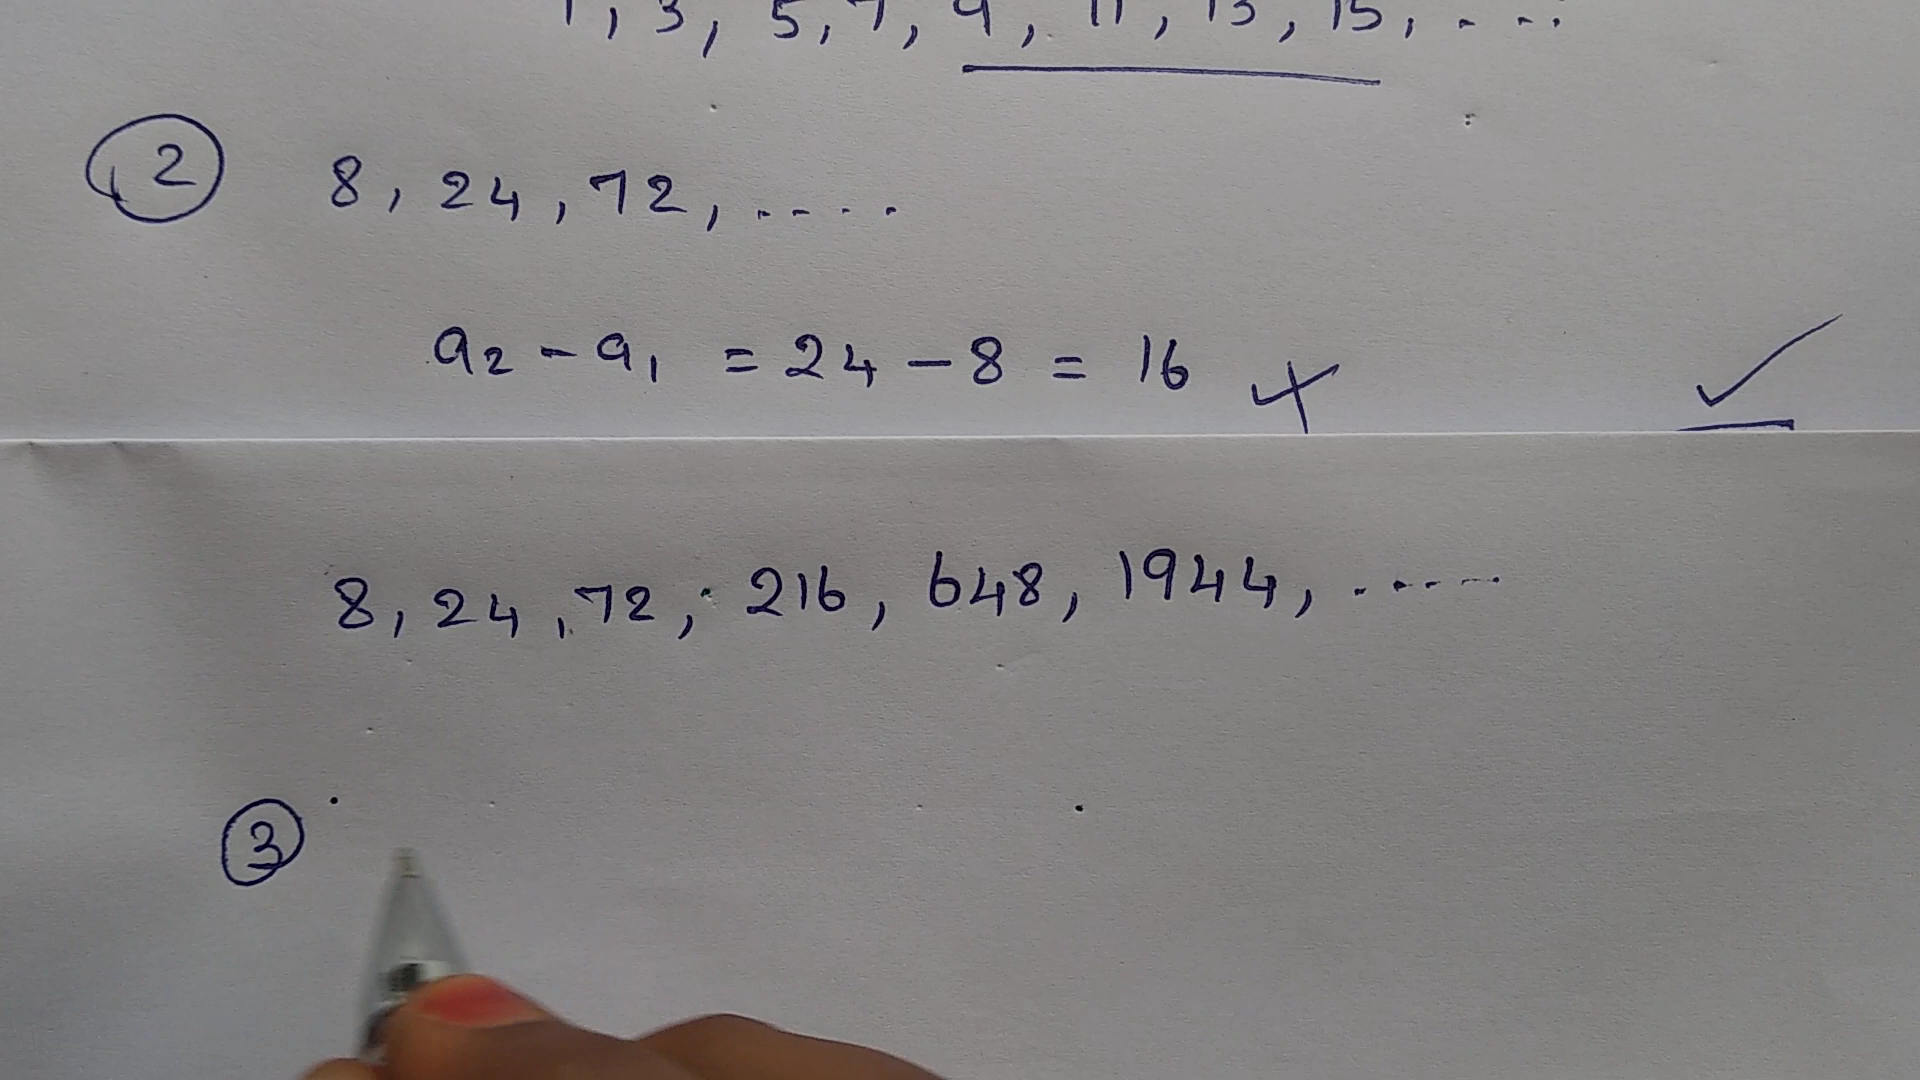 1, 3, 5, 7, 9, 11, 13, 15, ....
2 8, 24, 72, ....
a2 - a1 = 24 - 8 = 16 ✗ ✓
8, 24, 72, 216, 648, 1944, ......
3